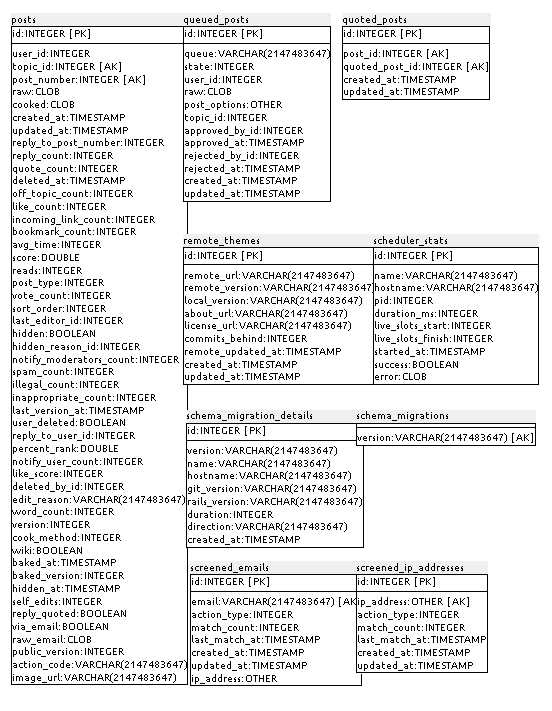 posts
id:INTEGER [PK]
user_id:INTEGER
topic_id:INTEGER [AK]
post_number:INTEGER [AK]
raw:CLOB
cooked:CLOB
created_at:TIMESTAMP
updated_at:TIMESTAMP
reply_to_post_number:INTEGER
reply_count:INTEGER
quote_count:INTEGER
deleted_at:TIMESTAMP
off_topic_count:INTEGER
like_count:INTEGER
incoming_link_count:INTEGER
bookmark_count:INTEGER
avg_time:INTEGER
score:DOUBLE
reads:INTEGER
post_type:INTEGER
vote_count:INTEGER
sort_order:INTEGER
last_editor_id:INTEGER
hidden:BOOLEAN
hidden_reason_id:INTEGER
notify_moderators_count:INTEGER
spam_count:INTEGER
illegal_count:INTEGER
inappropriate_count:INTEGER
last_version_at:TIMESTAMP
user_deleted:BOOLEAN
reply_to_user_id:INTEGER
percent_rank:DOUBLE
notify_user_count:INTEGER
like_score:INTEGER
deleted_by_id:INTEGER
edit_reason:VARCHAR(2147483647)
word_count:INTEGER
version:INTEGER
cook_method:INTEGER
wiki:BOOLEAN
baked_at:TIMESTAMP
baked_version:INTEGER
hidden_at:TIMESTAMP
self_edits:INTEGER
reply_quoted:BOOLEAN
via_email:BOOLEAN
raw_email:CLOB
public_version:INTEGER
action_code:VARCHAR(2147483647)
image_url:VARCHAR(2147483647)
queued_posts
id:INTEGER [PK]
queue:VARCHAR(2147483647)
state:INTEGER
user_id:INTEGER
raw:CLOB
post_options:OTHER
topic_id:INTEGER
approved_by_id:INTEGER
approved_at:TIMESTAMP
rejected_by_id:INTEGER
rejected_at:TIMESTAMP
created_at:TIMESTAMP
updated_at:TIMESTAMP
quoted_posts
id:INTEGER [PK]
post_id:INTEGER [AK]
quoted_post_id:INTEGER [AK]
created_at:TIMESTAMP
updated_at:TIMESTAMP
remote_themes
id:INTEGER [PK]
remote_url:VARCHAR(2147483647)
remote_version:VARCHAR(2147483647)
local_version:VARCHAR(2147483647)
about_url:VARCHAR(2147483647)
license_url:VARCHAR(2147483647)
commits_behind:INTEGER
remote_updated_at:TIMESTAMP
created_at:TIMESTAMP
updated_at:TIMESTAMP
scheduler_stats
id:INTEGER [PK]
name:VARCHAR(2147483647)
hostname:VARCHAR(2147483647)
pid:INTEGER
duration_ms:INTEGER
live_slots_start:INTEGER
live_slots_finish:INTEGER
started_at:TIMESTAMP
success:BOOLEAN
error:CLOB
schema_migration_details
id:INTEGER [PK]
version:VARCHAR(2147483647)
name:VARCHAR(2147483647)
hostname:VARCHAR(2147483647)
git_version:VARCHAR(2147483647)
rails_version:VARCHAR(2147483647)
duration:INTEGER
direction:VARCHAR(2147483647)
created_at:TIMESTAMP
schema_migrations
version:VARCHAR(2147483647) [AK]
screened_emails
id:INTEGER [PK]
email:VARCHAR(2147483647) [AK
action_type:INTEGER
match_count:INTEGER
last_match_at:TIMESTAMP
created_at:TIMESTAMP
updated_at:TIMESTAMP
ip_address:OTHER
screened_ip_addresses
id:INTEGER [PK]
ip_address:OTHER [AK]
action_type:INTEGER
match_count:INTEGER
last_match_at:TIMESTAMP
created_at:TIMESTAMP
updated_at:TIMESTAMP